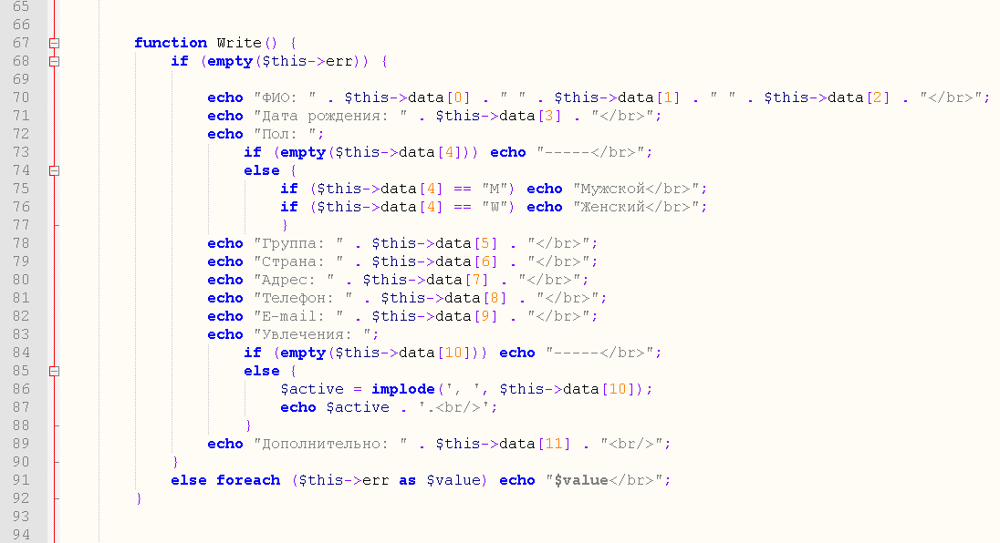 65
66
67 function Write() {
68 if (empty($this->err)) {
69
70 echo "ФИО: " . $this->data[0] . " " . $this->data[1] . " " . $this->data[2] . "</br>";
71 echo "Дата рождения: " . $this->data[3] . "</br>";
72 echo "Пол: ";
73 if (empty($this->data[4])) echo "-----</br>";
74 else {
75 if ($this->data[4] == "M") echo "Мужской</br>";
76 if ($this->data[4] == "W") echo "Женский</br>";
77 }
78 echo "Группа: " . $this->data[5] . "</br>";
79 echo "Страна: " . $this->data[6] . "</br>";
80 echo "Адрес: " . $this->data[7] . "</br>";
81 echo "Телефон: " . $this->data[8] . "</br>";
82 echo "E-mail: " . $this->data[9] . "</br>";
83 echo "Увлечения: ";
84 if (empty($this->data[10])) echo "-----</br>";
85 else {
86 $active = implode(', ', $this->data[10]);
87 echo $active . '.<br/>';
88 }
89 echo "Дополнительно: " . $this->data[11] . "<br/>";
90 }
91 else foreach ($this->err as $value) echo "$value</br>";
92 }
93
94